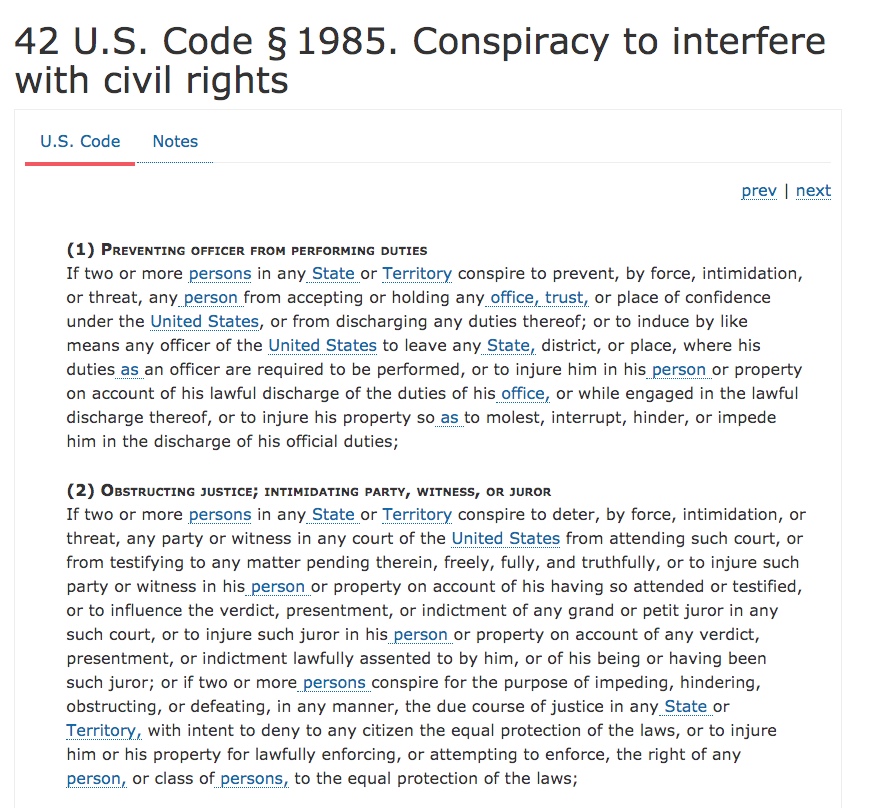 42 U.S. Code § 1985. Conspiracy to interfere
with civil rights
U.S. Code Notes
prev | next
(1) Preventing officer from performing duties
If two or more persons in any State or Territory conspire to prevent, by force, intimidation,
or threat, any person from accepting or holding any office, trust, or place of confidence
under the United States, or from discharging any duties thereof; or to induce by like
means any officer of the United States to leave any State, district, or place, where his
duties as an officer are required to be performed, or to injure him in his person or property
on account of his lawful discharge of the duties of his office, or while engaged in the lawful
discharge thereof, or to injure his property so as to molest, interrupt, hinder, or impede
him in the discharge of his official duties;
(2) Obstructing justice; intimidating party, witness, or juror
If two or more persons in any State or Territory conspire to deter, by force, intimidation, or
threat, any party or witness in any court of the United States from attending such court, or
from testifying to any matter pending therein, freely, fully, and truthfully, or to injure such
party or witness in his person or property on account of his having so attended or testified,
or to influence the verdict, presentment, or indictment of any grand or petit juror in any
such court, or to injure such juror in his person or property on account of any verdict,
presentment, or indictment lawfully assented to by him, or of his being or having been
such juror; or if two or more persons conspire for the purpose of impeding, hindering,
obstructing, or defeating, in any manner, the due course of justice in any State or
Territory, with intent to deny to any citizen the equal protection of the laws, or to injure
him or his property for lawfully enforcing, or attempting to enforce, the right of any
person, or class of persons, to the equal protection of the laws;